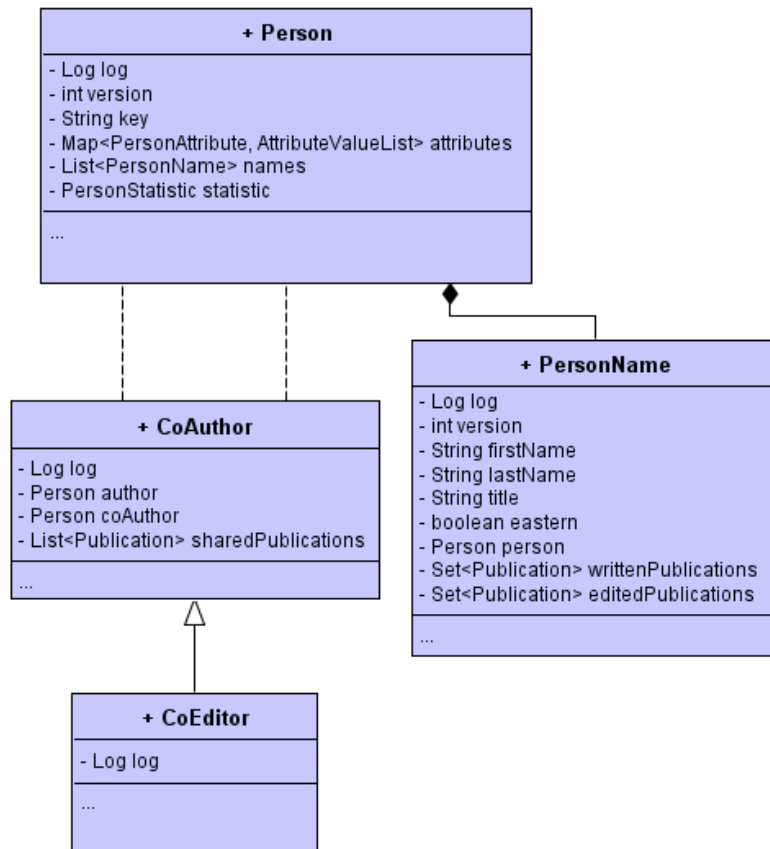 + Person
- Log log
- int version
- String key
- Map<PersonAttribute, AttributeValueList> attributes
- List<PersonName> names
- PersonStatistic statistic
...
+ PersonName
- Log log
- int version
- String firstName
- String lastName
- String title
- boolean eastern
- Person person
- Set<Publication> writtenPublications
- Set<Publication> editedPublications
...
+ CoAuthor
- Log log
- Person author
- Person coAuthor
- List<Publication> sharedPublications
...
+ CoEditor
- Log log
...